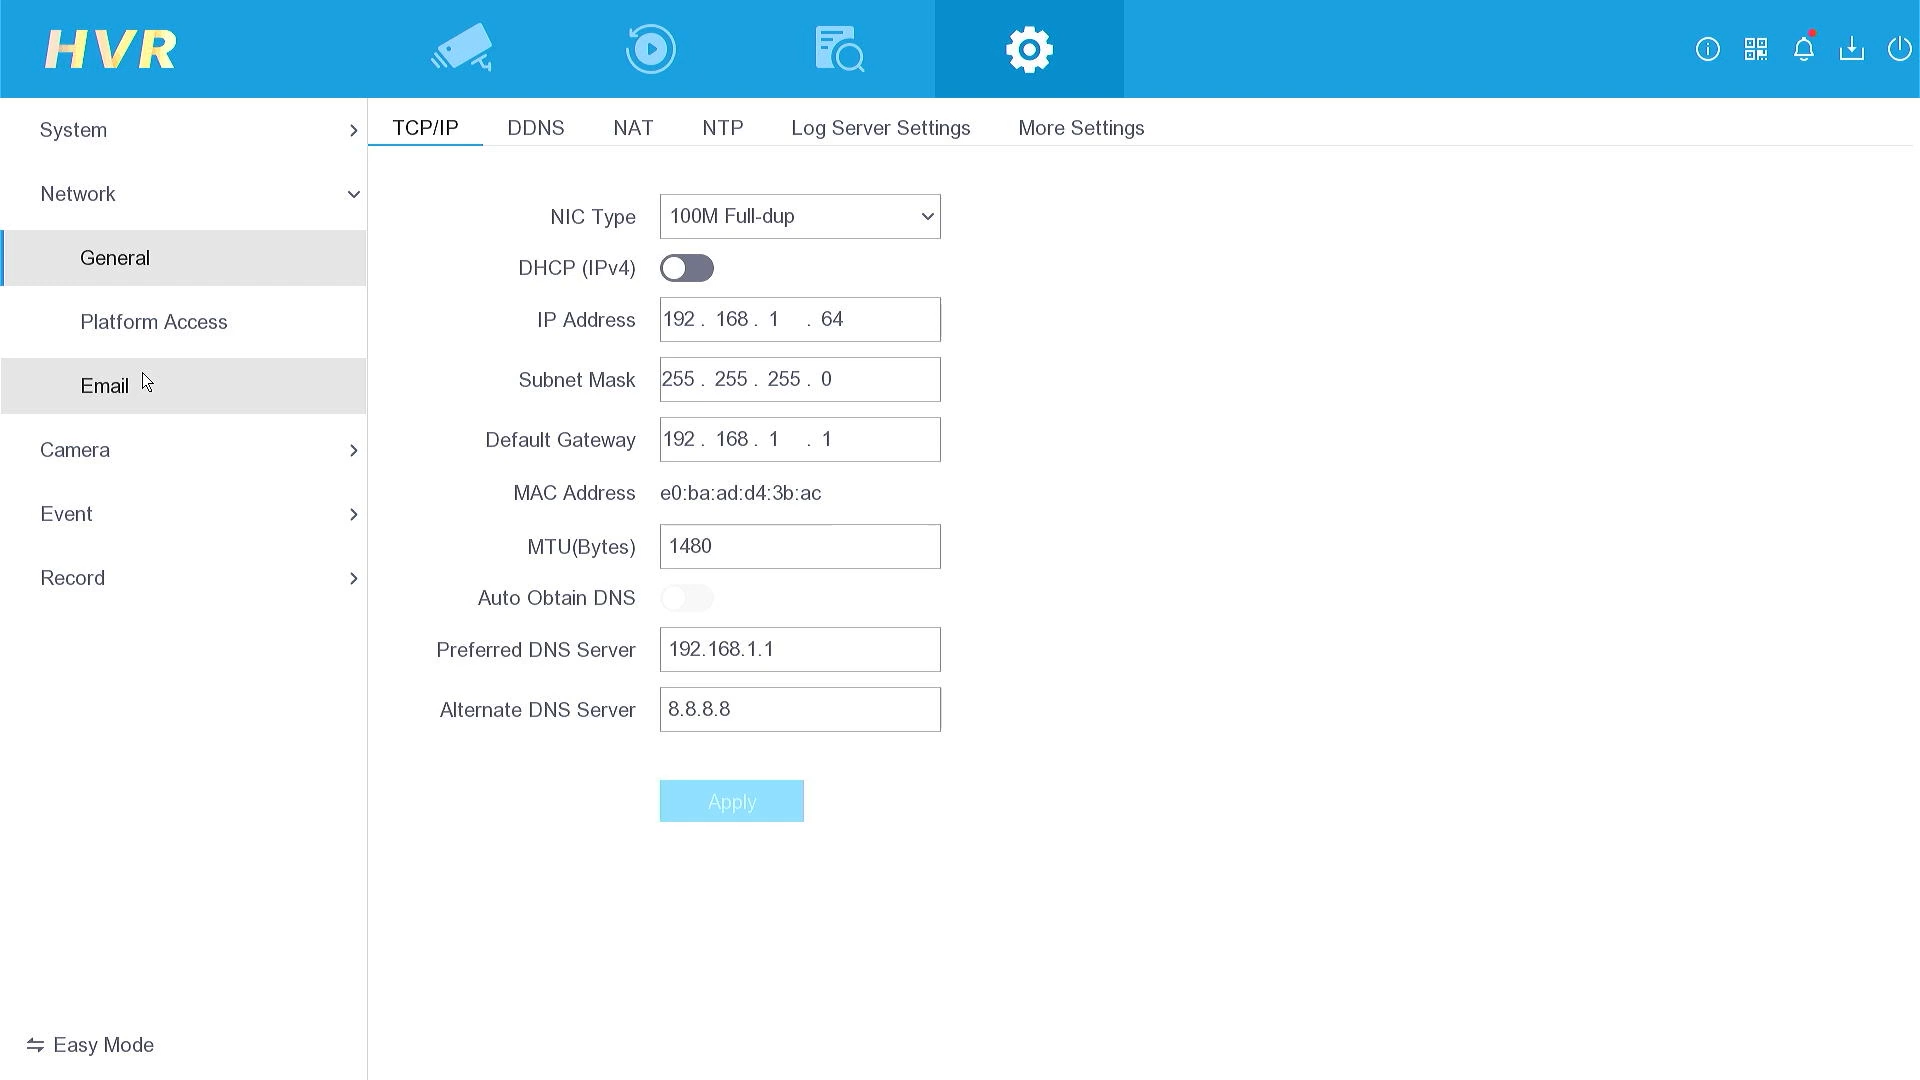 HVR
System
Network
General
Platform Access
Email
Camera
Event
Record
Easy Mode
TCP/IP DDNS NAT NTP Log Server Settings More Settings
NIC Type 100M Full-dup
DHCP (IPv4)
IP Address 192 . 168 . 1 . 64
Subnet Mask 255 . 255 . 255 . 0
Default Gateway 192 . 168 . 1 . 1
MAC Address e0:ba:ad:d4:3b:ac
MTU(Bytes) 1480
Auto Obtain DNS
Preferred DNS Server 192.168.1.1
Alternate DNS Server 8.8.8.8
Apply